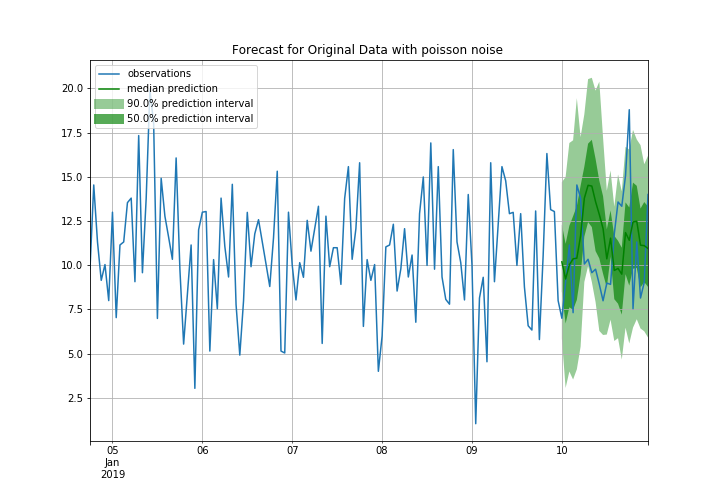 Forecast for Original Data with poisson noise
observations
median prediction
90.0% prediction interval
50.0% prediction interval
20.0
17.5
15.0
12.5
10.0
7.5
5.0
2.5
05 06 07 08 09 10
Jan
2019